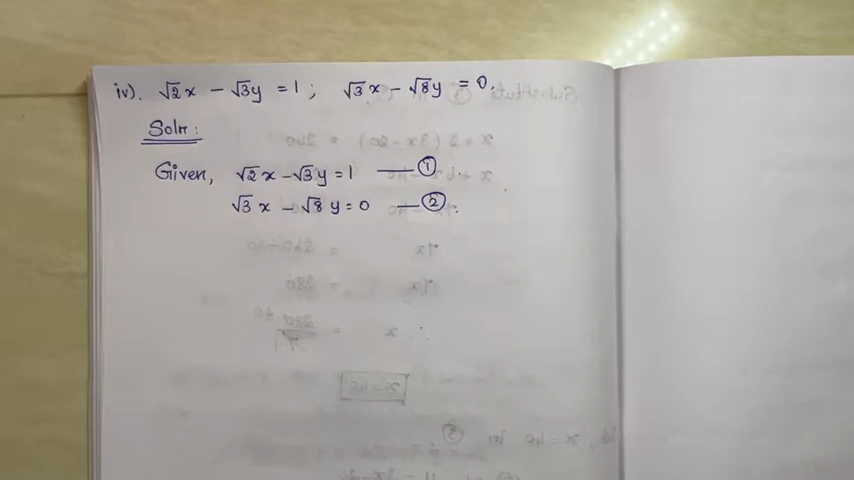 iv). √2x - √3y = 1 ; √3x - √8y = 0.
Soln :
Given, √2x - √3y = 1 — ①
√3x - √8y = 0 — ②.